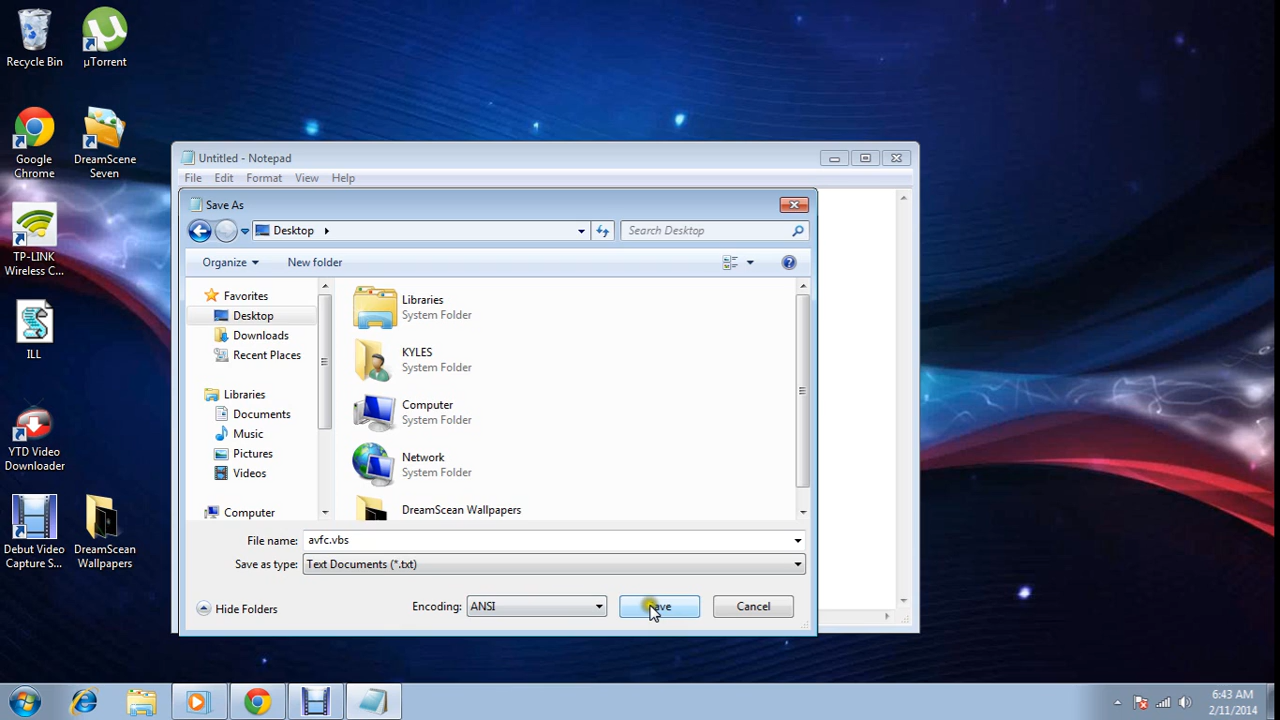 Recycle Bin
µTorrent
Google
Chrome
DreamScene
Seven
TP-LINK
Wireless C...
ILL
YTD Video
Downloader
Debut Video
Capture S...
DreamScean
Wallpapers
Untitled - Notepad
File Edit Format View Help
Save As
Desktop
Search Desktop
Organize
New folder
Favorites
Desktop
Downloads
Recent Places
Libraries
Documents
Music
Pictures
Videos
Computer
Libraries
System Folder
KYLES
System Folder
Computer
System Folder
Network
System Folder
DreamScean Wallpapers
File name: avfc.vbs
Save as type: Text Documents (*.txt)
Hide Folders
Encoding: ANSI
Cancel
6:43 AM
2/11/2014